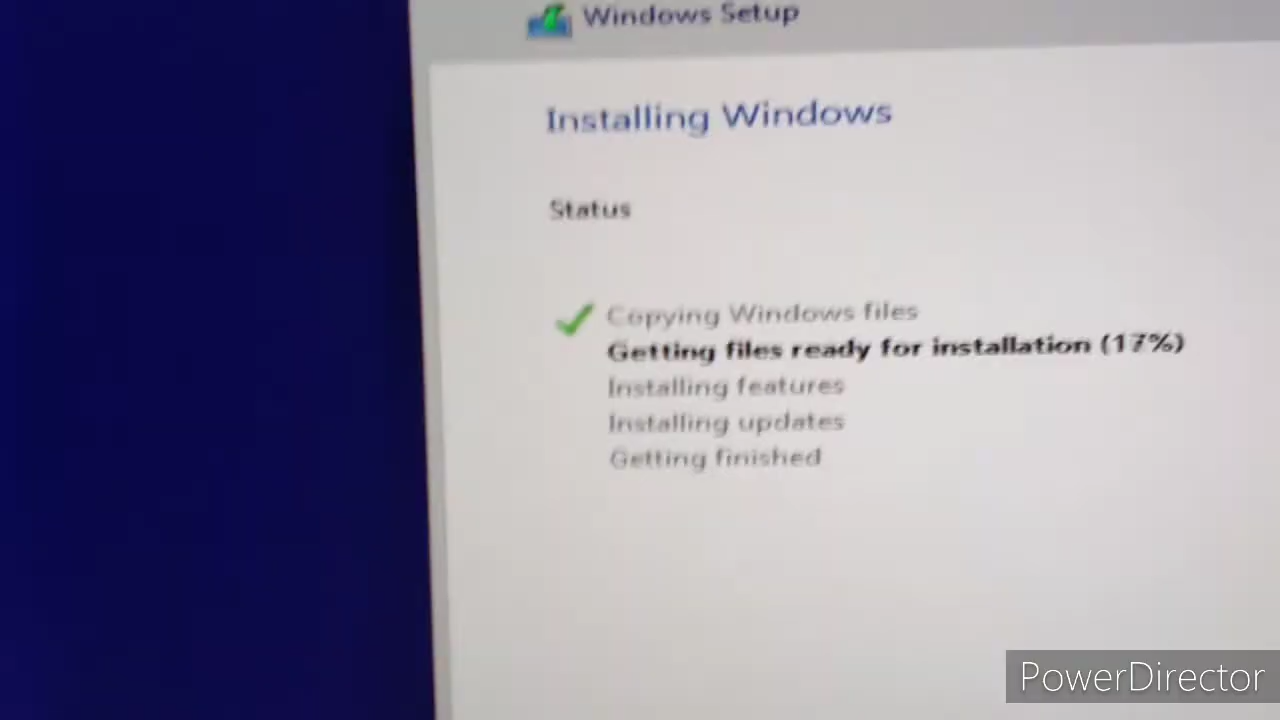 Windows Setup
Installing Windows
Status
Copying Windows files
Getting files ready for installation (17%)
Installing features
Installing updates
Getting finished
PowerDirector